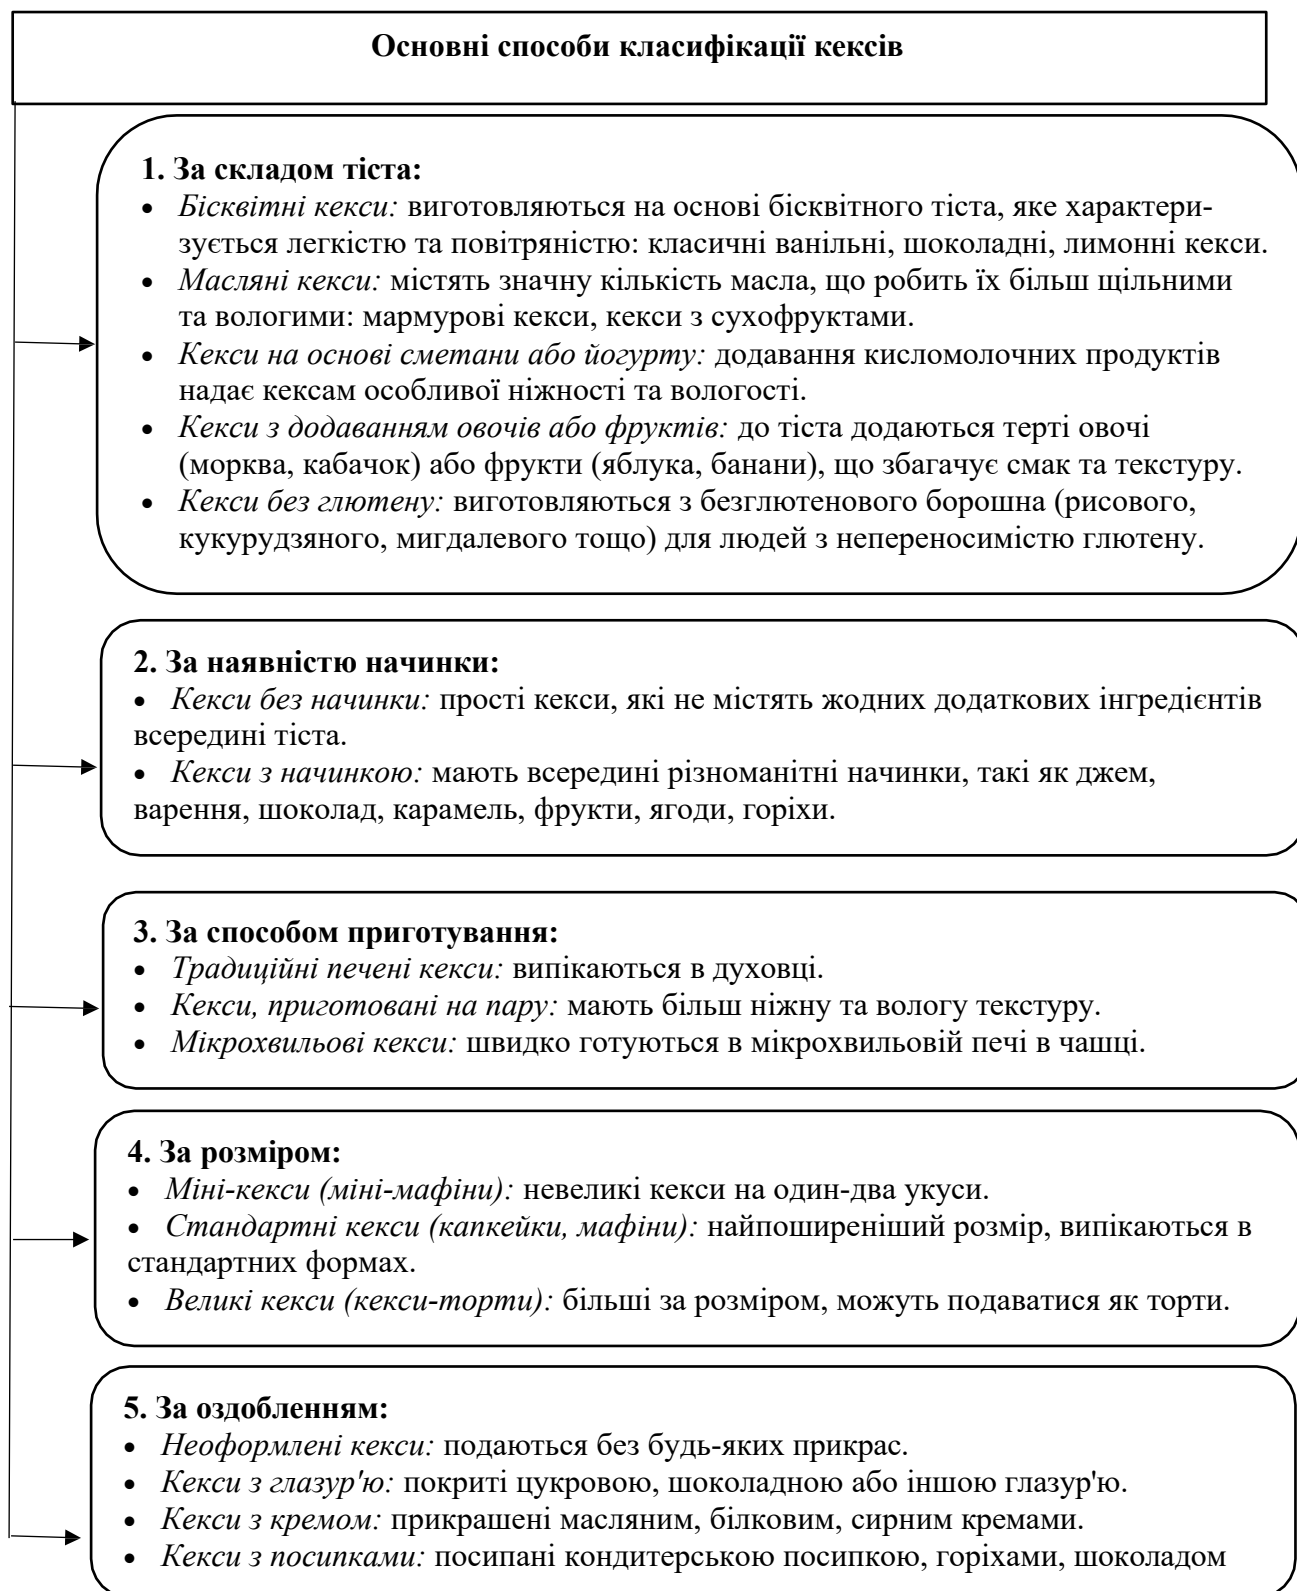 Основні способи класифікації кексів
1. За складом тіста:
• Бісквітні кекси: виготовляються на основі бісквітного тіста, яке характери-
зується легкістю та повітряністю: класичні ванільні, шоколадні, лимонні кекси.
• Масляні кекси: містять значну кількість масла, що робить їх більш щільними
та вологими: мармурові кекси, кекси з сухофруктами.
• Кекси на основі сметани або йогурту: додавання кисломолочних продуктів
надає кексам особливої ніжності та вологості.
• Кекси з додаванням овочів або фруктів: до тіста додаються терті овочі
(морква, кабачок) або фрукти (яблука, банани), що збагачує смак та текстуру.
• Кекси без глютену: виготовляються з безглютенового борошна (рисового,
кукурудзяного, мигдалевого тощо) для людей з непереносимістю глютену.
2. За наявністю начинки:
• Кекси без начинки: прості кекси, які не містять жодних додаткових інгредієнтів
всередині тіста.
• Кекси з начинкою: мають всередині різноманітні начинки, такі як джем,
варення, шоколад, карамель, фрукти, ягоди, горіхи.
3. За способом приготування:
• Традиційні печені кекси: випікаються в духовці.
• Кекси, приготовані на пару: мають більш ніжну та вологу текстуру.
• Мікрохвильові кекси: швидко готуються в мікрохвильовій печі в чашці.
4. За розміром:
• Міні-кекси (міні-мафіни): невеликі кекси на один-два укуси.
• Стандартні кекси (капкейки, мафіни): найпоширеніший розмір, випікаються в
стандартних формах.
• Великі кекси (кекси-торти): більші за розміром, можуть подаватися як торти.
5. За оздобленням:
• Неоформлені кекси: подаються без будь-яких прикрас.
• Кекси з глазур'ю: покриті цукровою, шоколадною або іншою глазур'ю.
• Кекси з кремом: прикрашені масляним, білковим, сирним кремами.
• Кекси з посипками: посипані кондитерською посипкою, горіхами, шоколадом